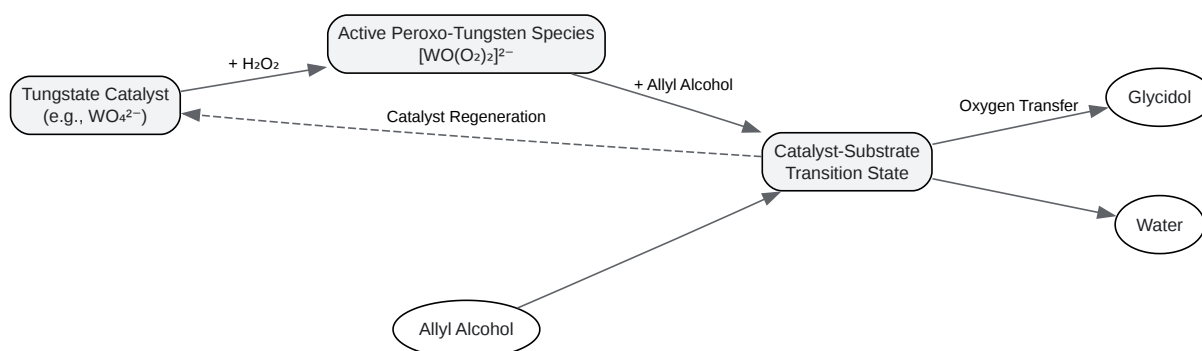 Active Peroxo-Tungsten Species
[WO(O₂)₂]²⁻
+ H₂O₂
Tungstate Catalyst
(e.g., WO₄²⁻)
+ Allyl Alcohol
Catalyst Regeneration
Oxygen Transfer
Glycidol
Catalyst-Substrate
Transition State
Water
Allyl Alcohol